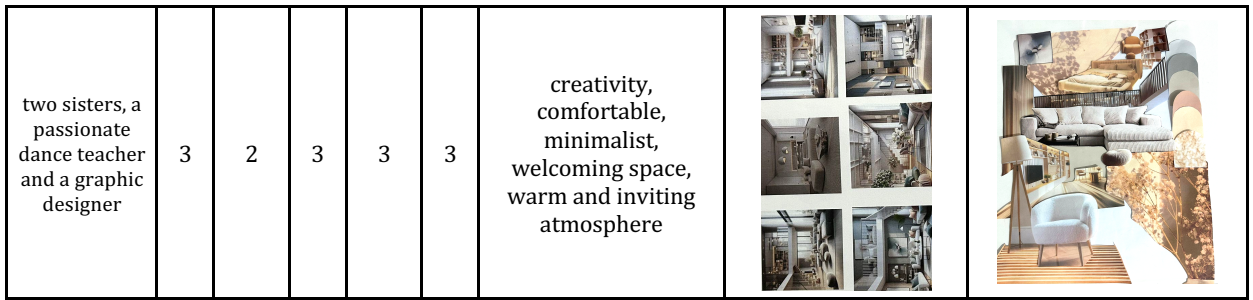 two sisters, a
passionate
dance teacher
and a graphic
designer
3
2
3
3
3
creativity,
comfortable,
minimalist,
welcoming space,
warm and inviting
atmosphere